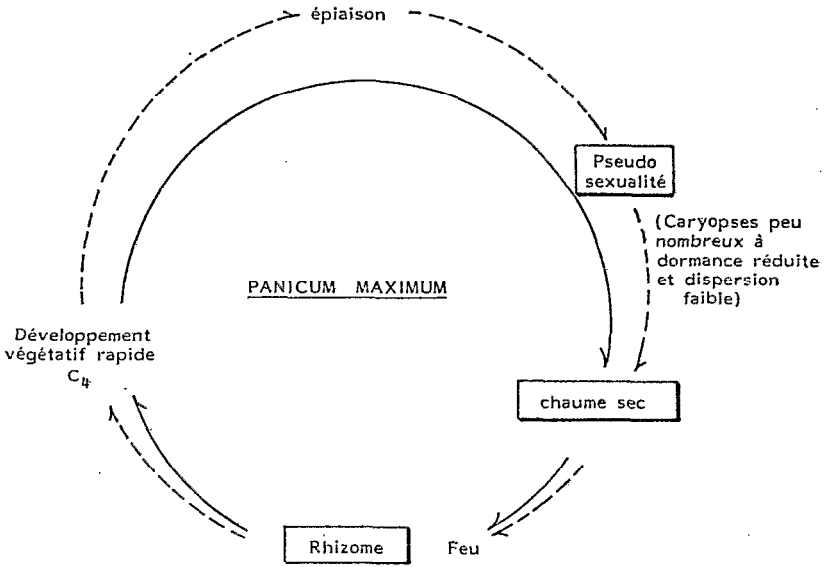 épiaison
Pseudo
sexualité
(Caryopses peu
nombreux à
dormance réduite
et dispersion
faible)
PANICUM MAXIMUM
Développement
végétatif rapide
C4
chaume sec
Rhizome
Feu